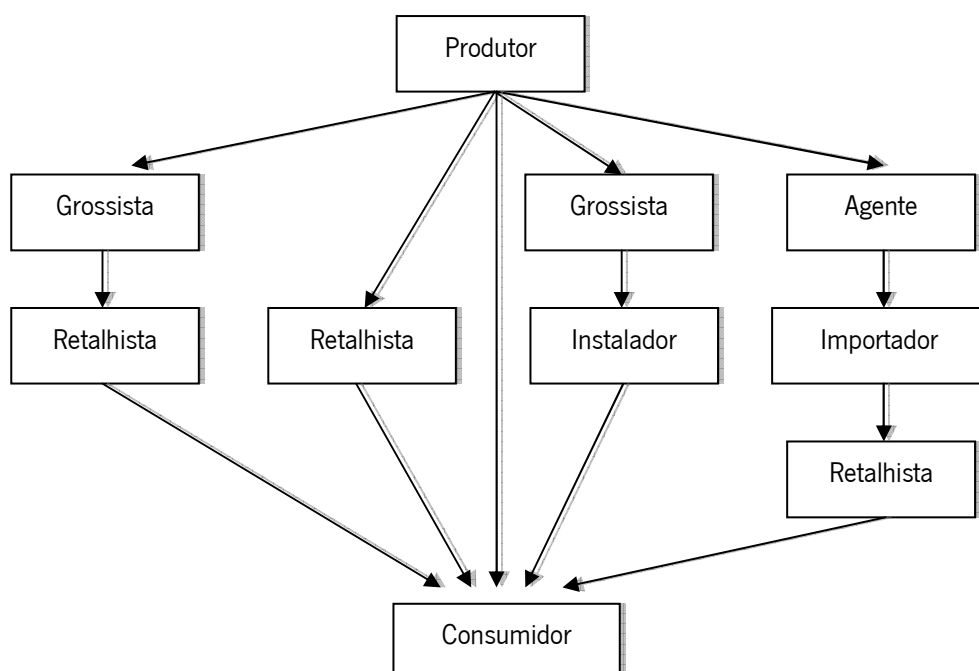 Produtor
Grossista
Grossista
Agente
Retalhista
Retalhista
Instalador
Importador
Retalhista
Consumidor